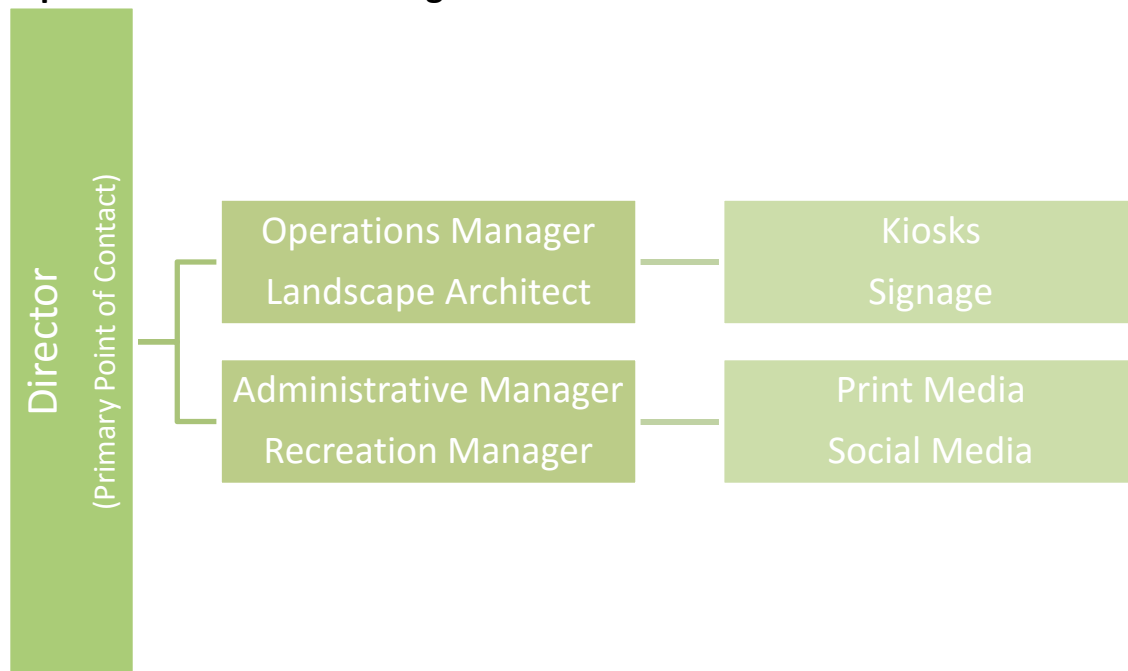 Director
(Primary Point of Contact)
Operations Manager
Landscape Architect
Kiosks
Signage
Administrative Manager
Recreation Manager
Print Media
Social Media